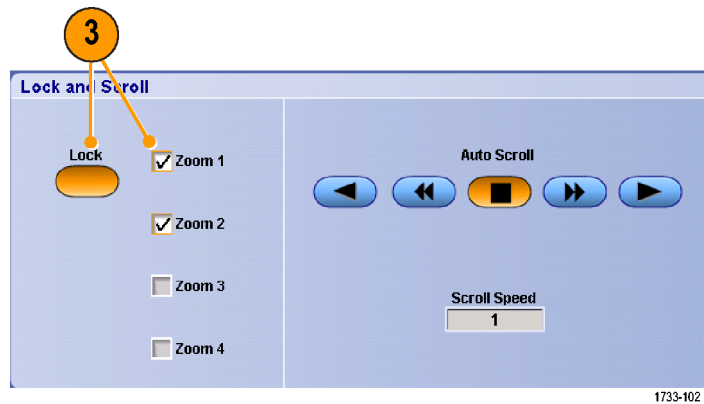 3
Lock and Scroll
Lock
Zoom 1
Zoom 2
Zoom 3
Zoom 4
Auto Scroll
Scroll Speed
1
1733-102